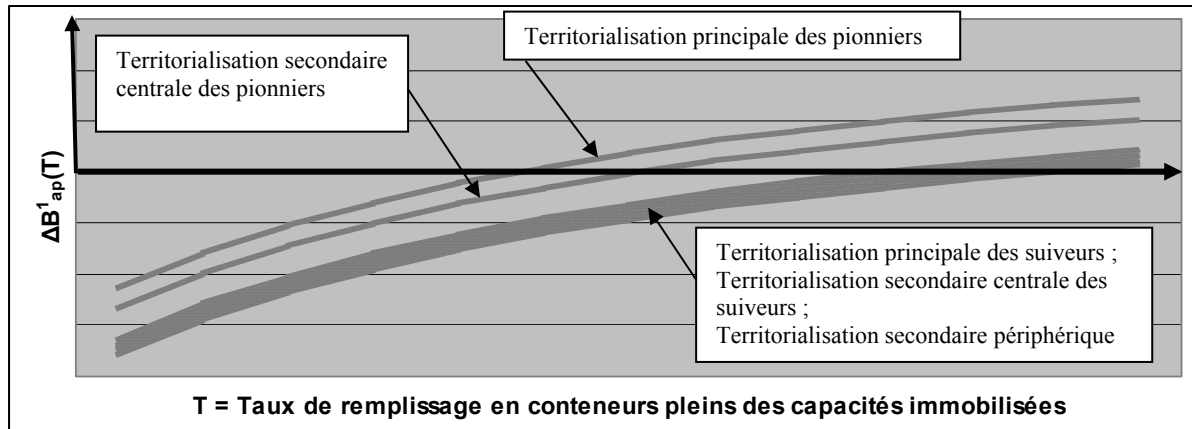 Territorialisation principale des pionniers
Territorialisation secondaire
centrale des pionniers
ΔB¹ap(T)
Territorialisation principale des suiveurs ;
Territorialisation secondaire centrale des
suiveurs ;
Territorialisation secondaire périphérique
T = Taux de remplissage en conteneurs pleins des capacités immobilisées